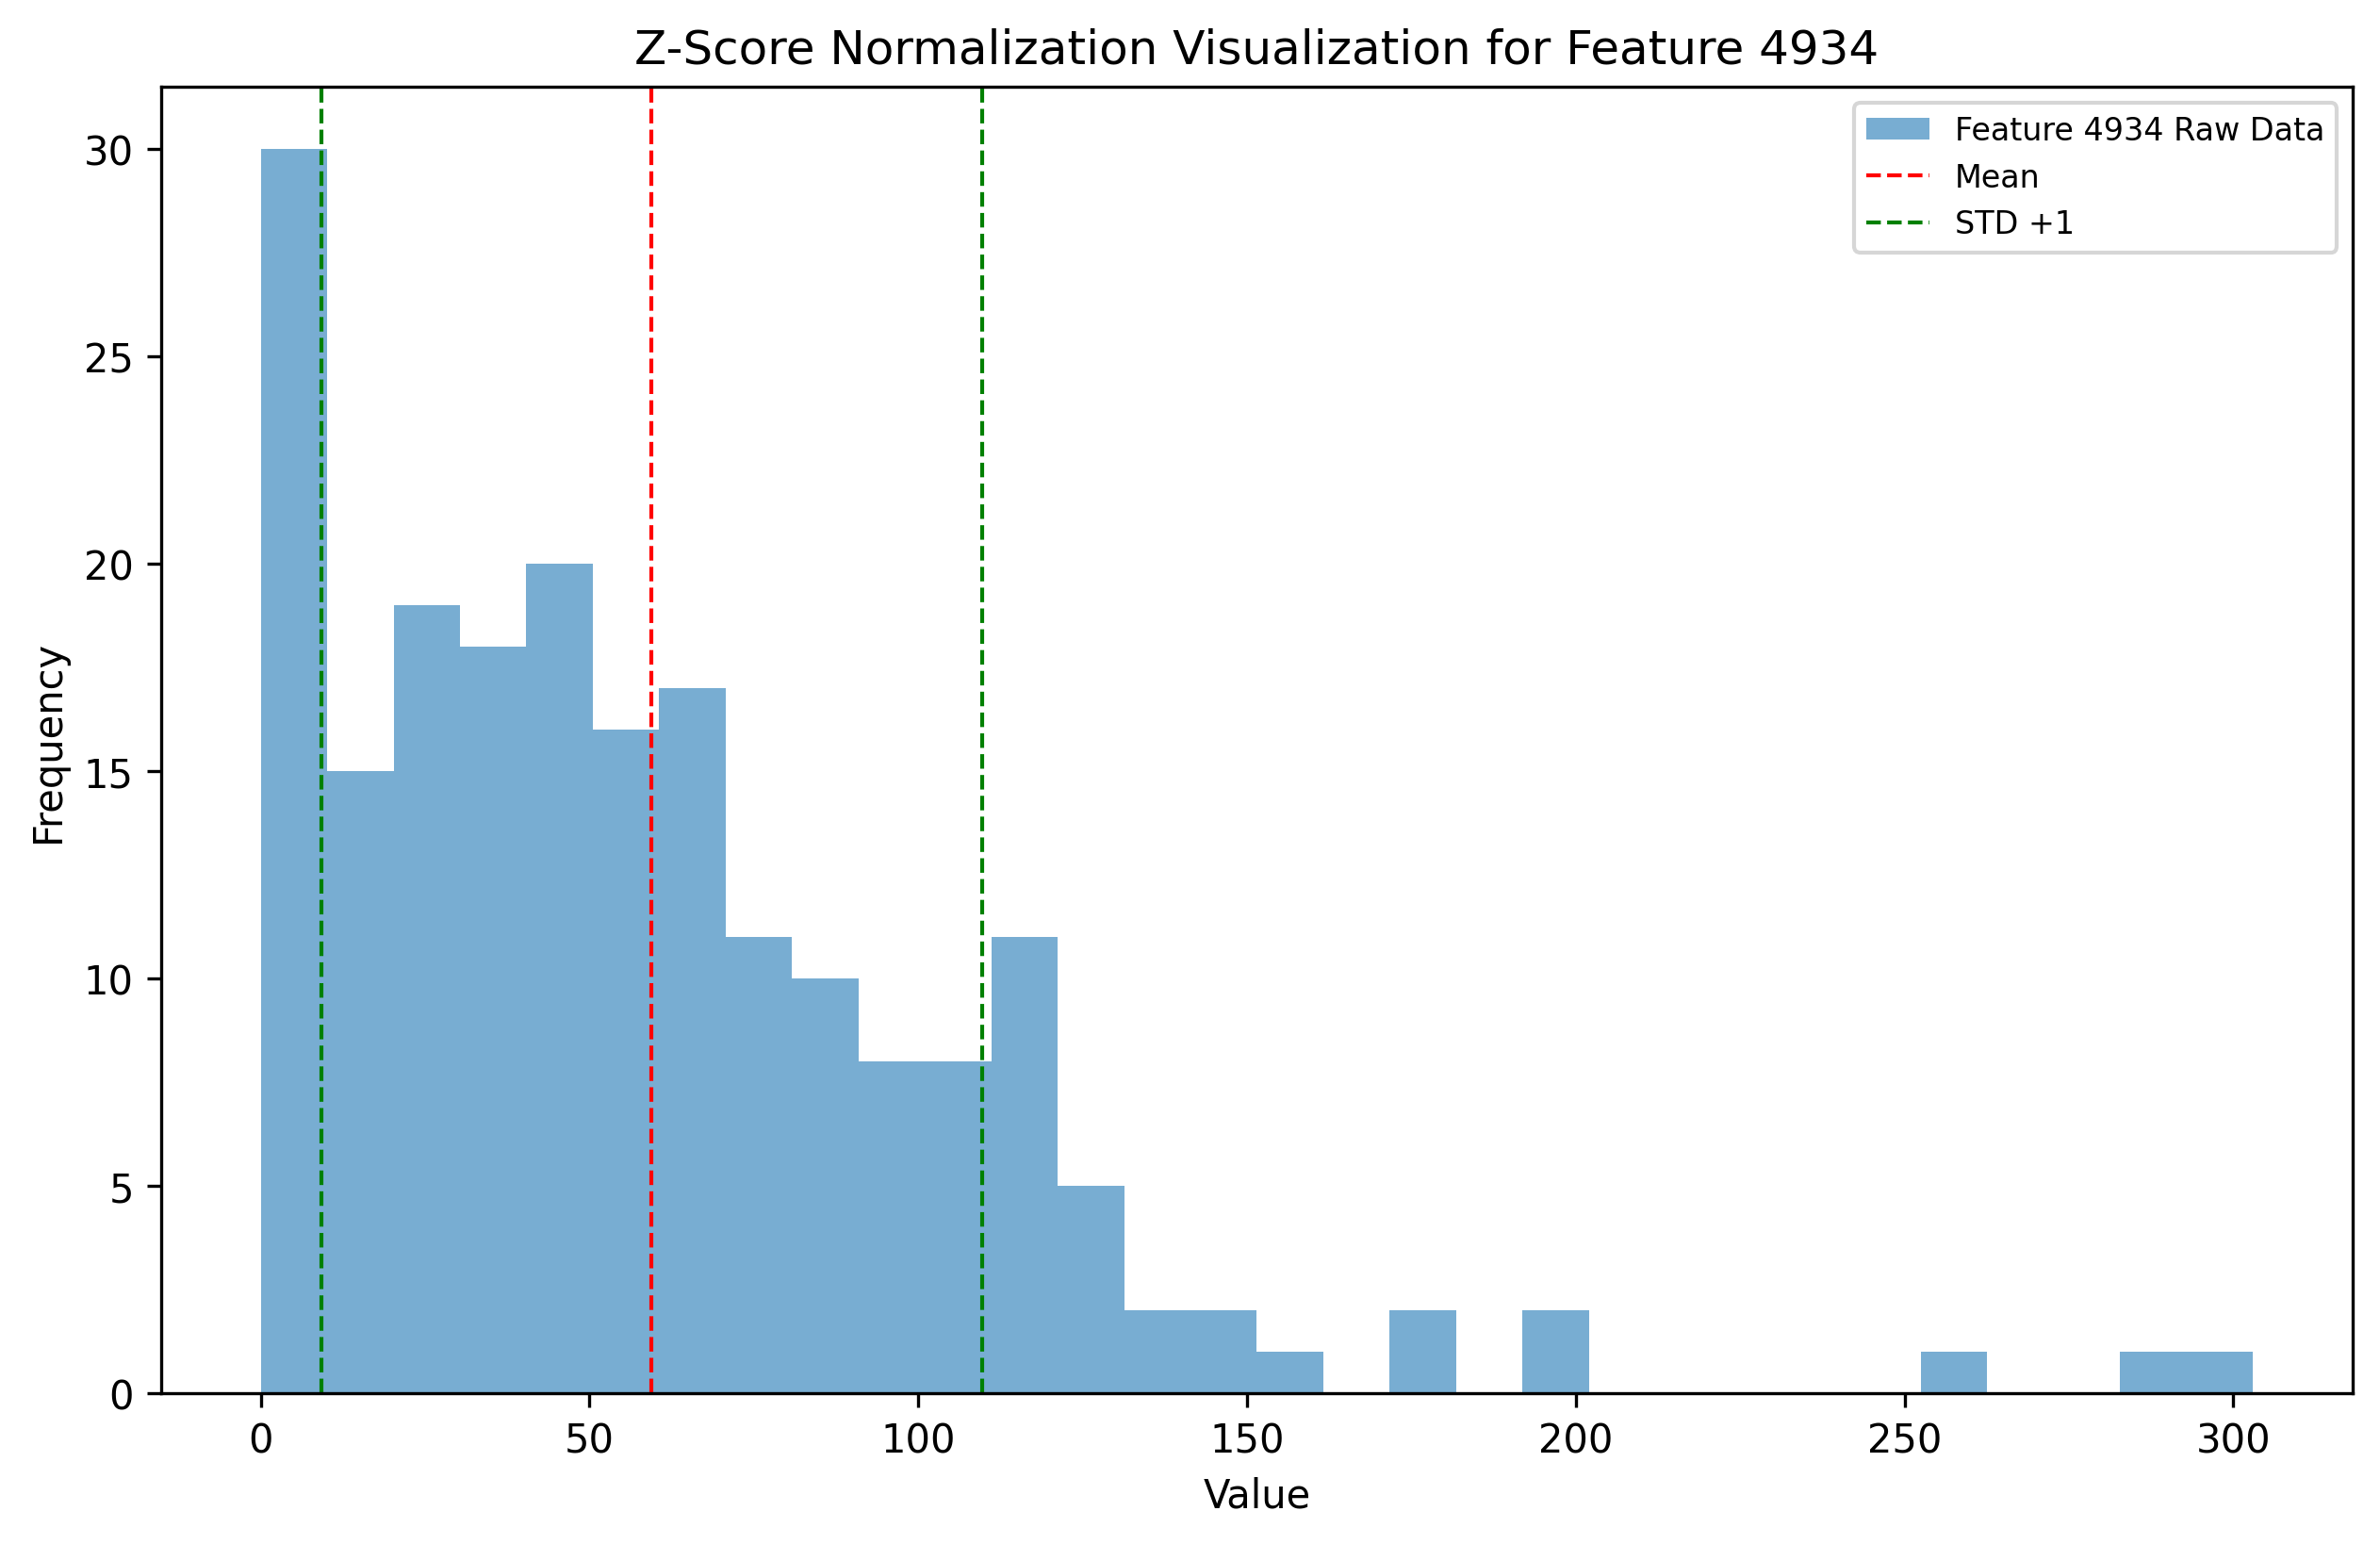 Z-Score Normalization Visualization for Feature 4934
Feature 4934 Raw Data
Mean
STD +1
30
25
20
15
10
5
0
Frequency
0 50 100 150 200 250 300
Value